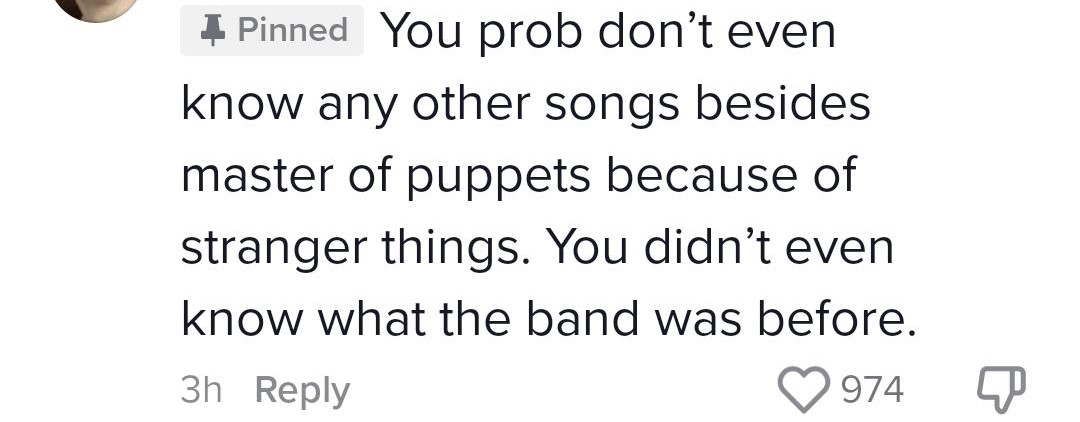 Pinned You prob don’t even
know any other songs besides
master of puppets because of
stranger things. You didn’t even
know what the band was before.
3h Reply 974